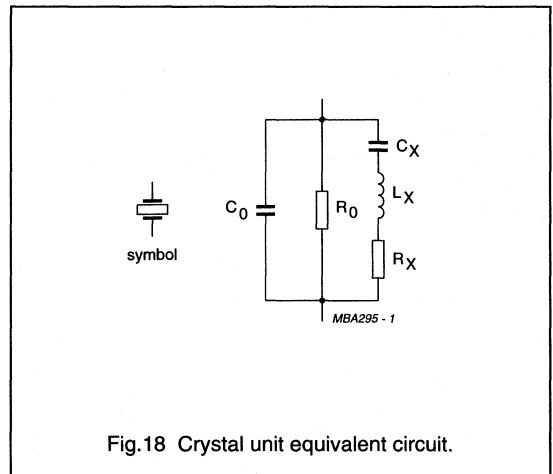 C0
R0
CX
LX
RX
symbol
MBA295 - 1
Fig.18 Crystal unit equivalent circuit.